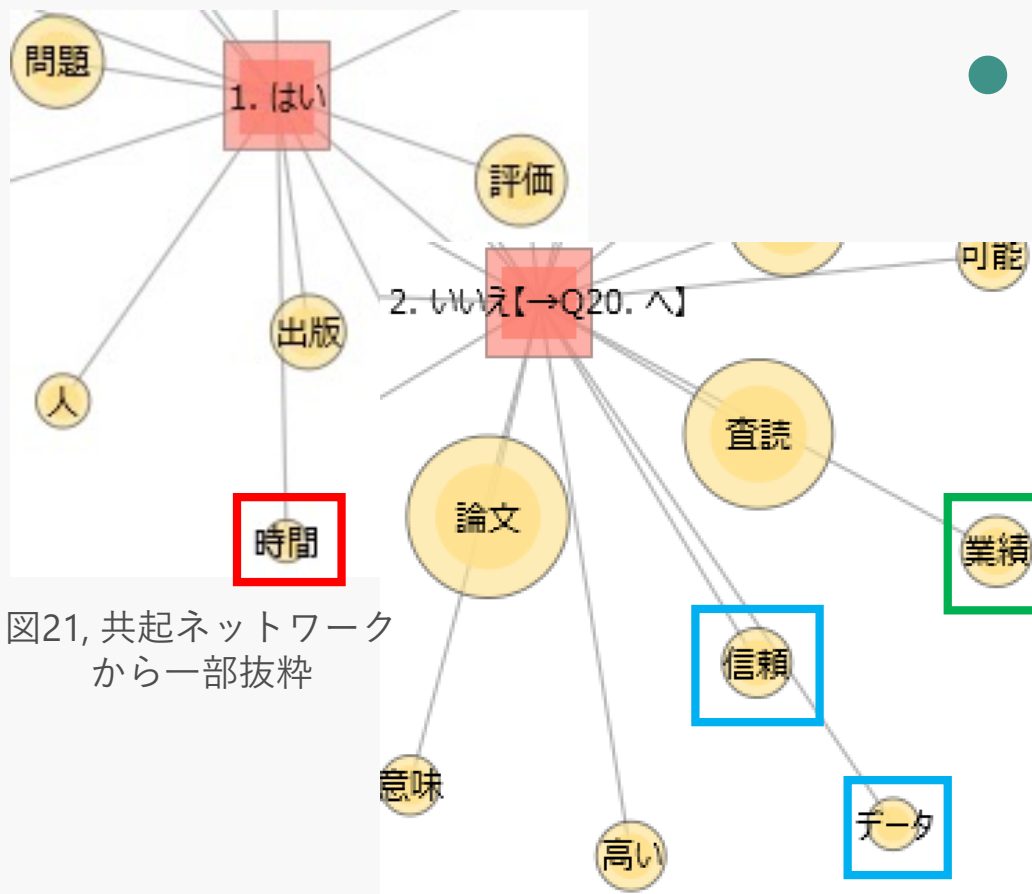 問題
1. はい
評価
出版
人
時間
2. いいえ【→Q20. へ】
可能
査読
論文
業績
信頼
意味
高い
データ
図21, 共起ネットワーク
から一部抜粋